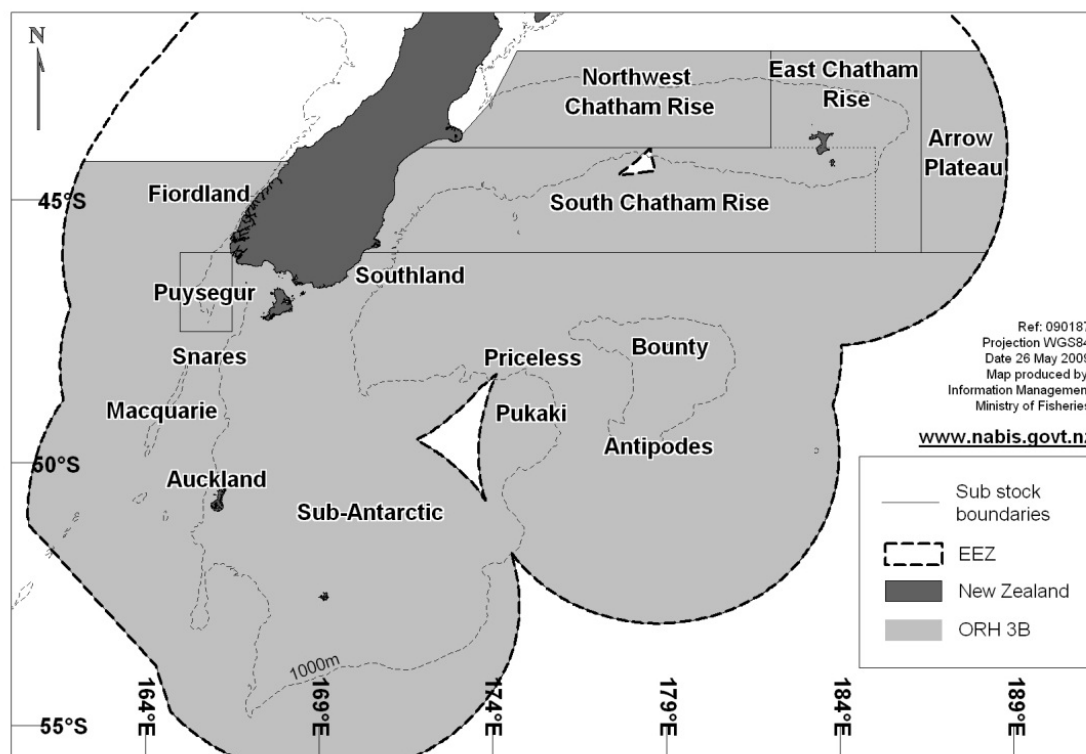 N
Northwest
Chatham Rise
East Chatham
Rise
Arrow
Plateau
45°S
Fiordland
South Chatham Rise
Southland
Puysegur
Snares
Priceless
Bounty
Macquarie
Pukaki
Antipodes
50°S
Auckland
Sub-Antarctic
1000m
55°S
164°E
169°E
174°E
179°E
184°E
189°E
Ref: 090187
Projection WGS84
Date 26 May 2009
Map produced by
Information Management
Ministry of Fisheries
www.nabis.govt.nz
Sub stock
boundaries
EEZ
New Zealand
ORH 3B